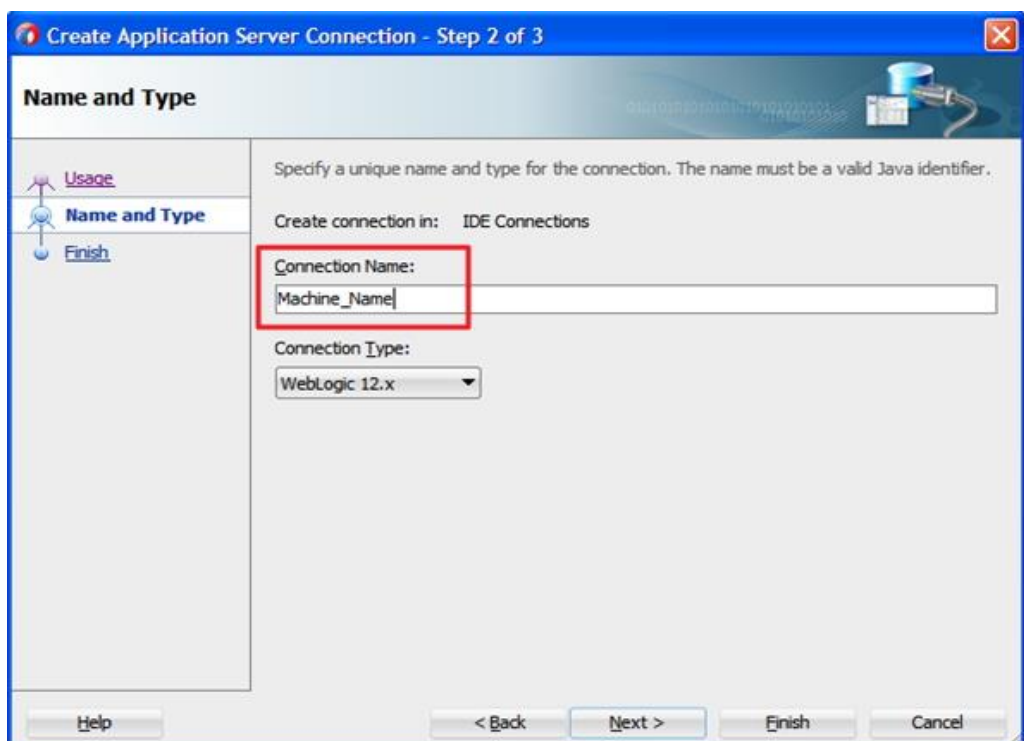 Create Application Server Connection - Step 2 of 3
Name and Type
Usage
Name and Type
Finish
Specify a unique name and type for the connection. The name must be a valid Java identifier.
Create connection in: IDE Connections
Connection Name:
Machine_Name
Connection Type:
WebLogic 12.x
Help
< Back
Next >
Finish
Cancel